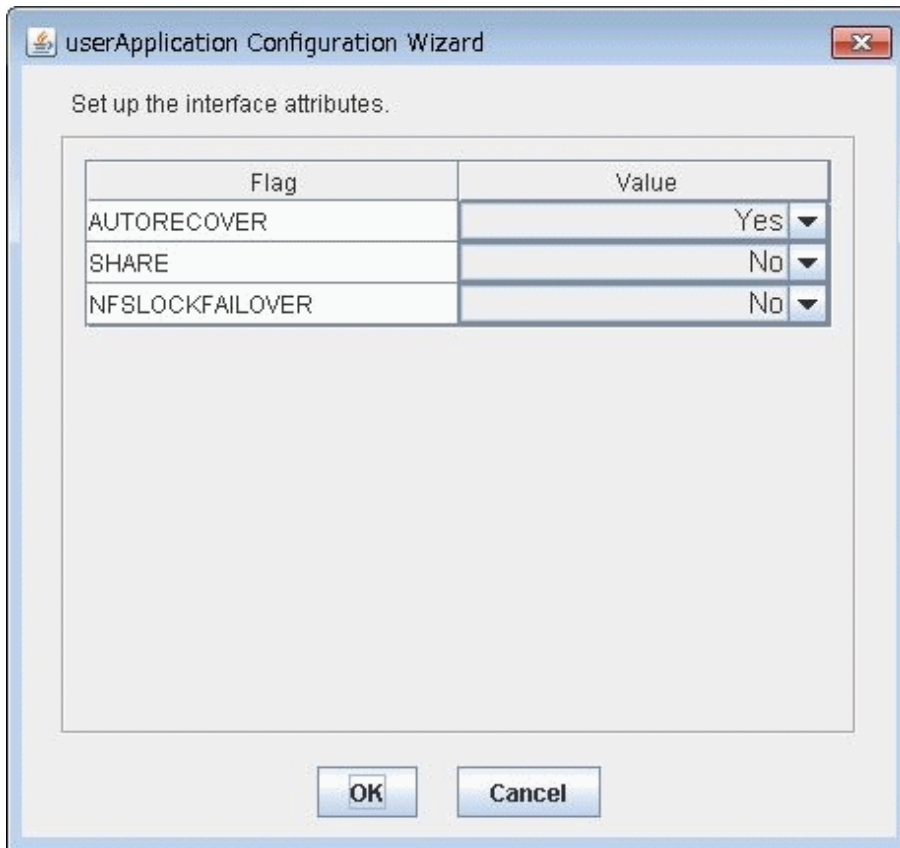 userApplication Configuration Wizard
Set up the interface attributes.
Flag Value
AUTORECOVER Yes
SHARE No
NFSLOCKFAILOVER No
OK Cancel